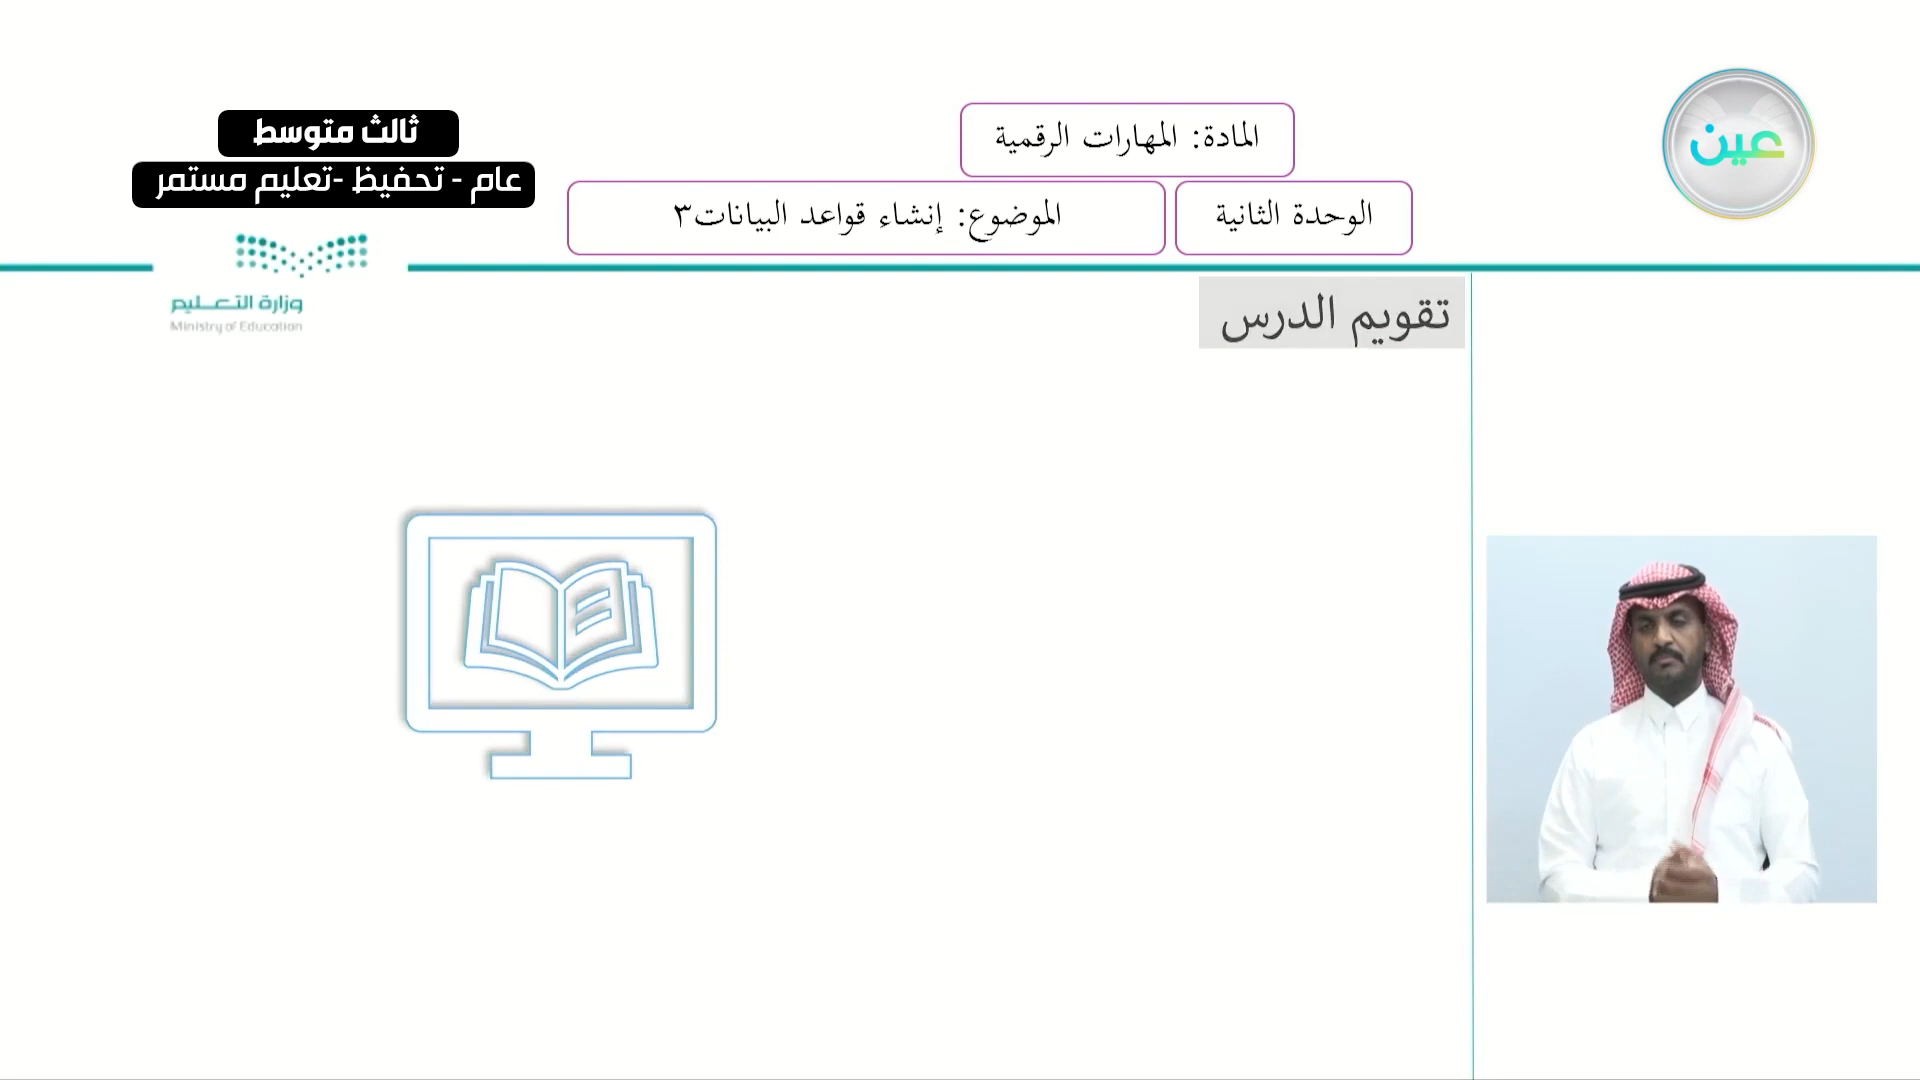 عين
المادة: المهارات الرقمية
ثالث متوسط
عام - تحفيظ -تعليم مستمر
الوحدة الثانية
الموضوع: إنشاء قواعد البيانات٣
وزارة التعليم
Ministry of Education
تقويم الدرس